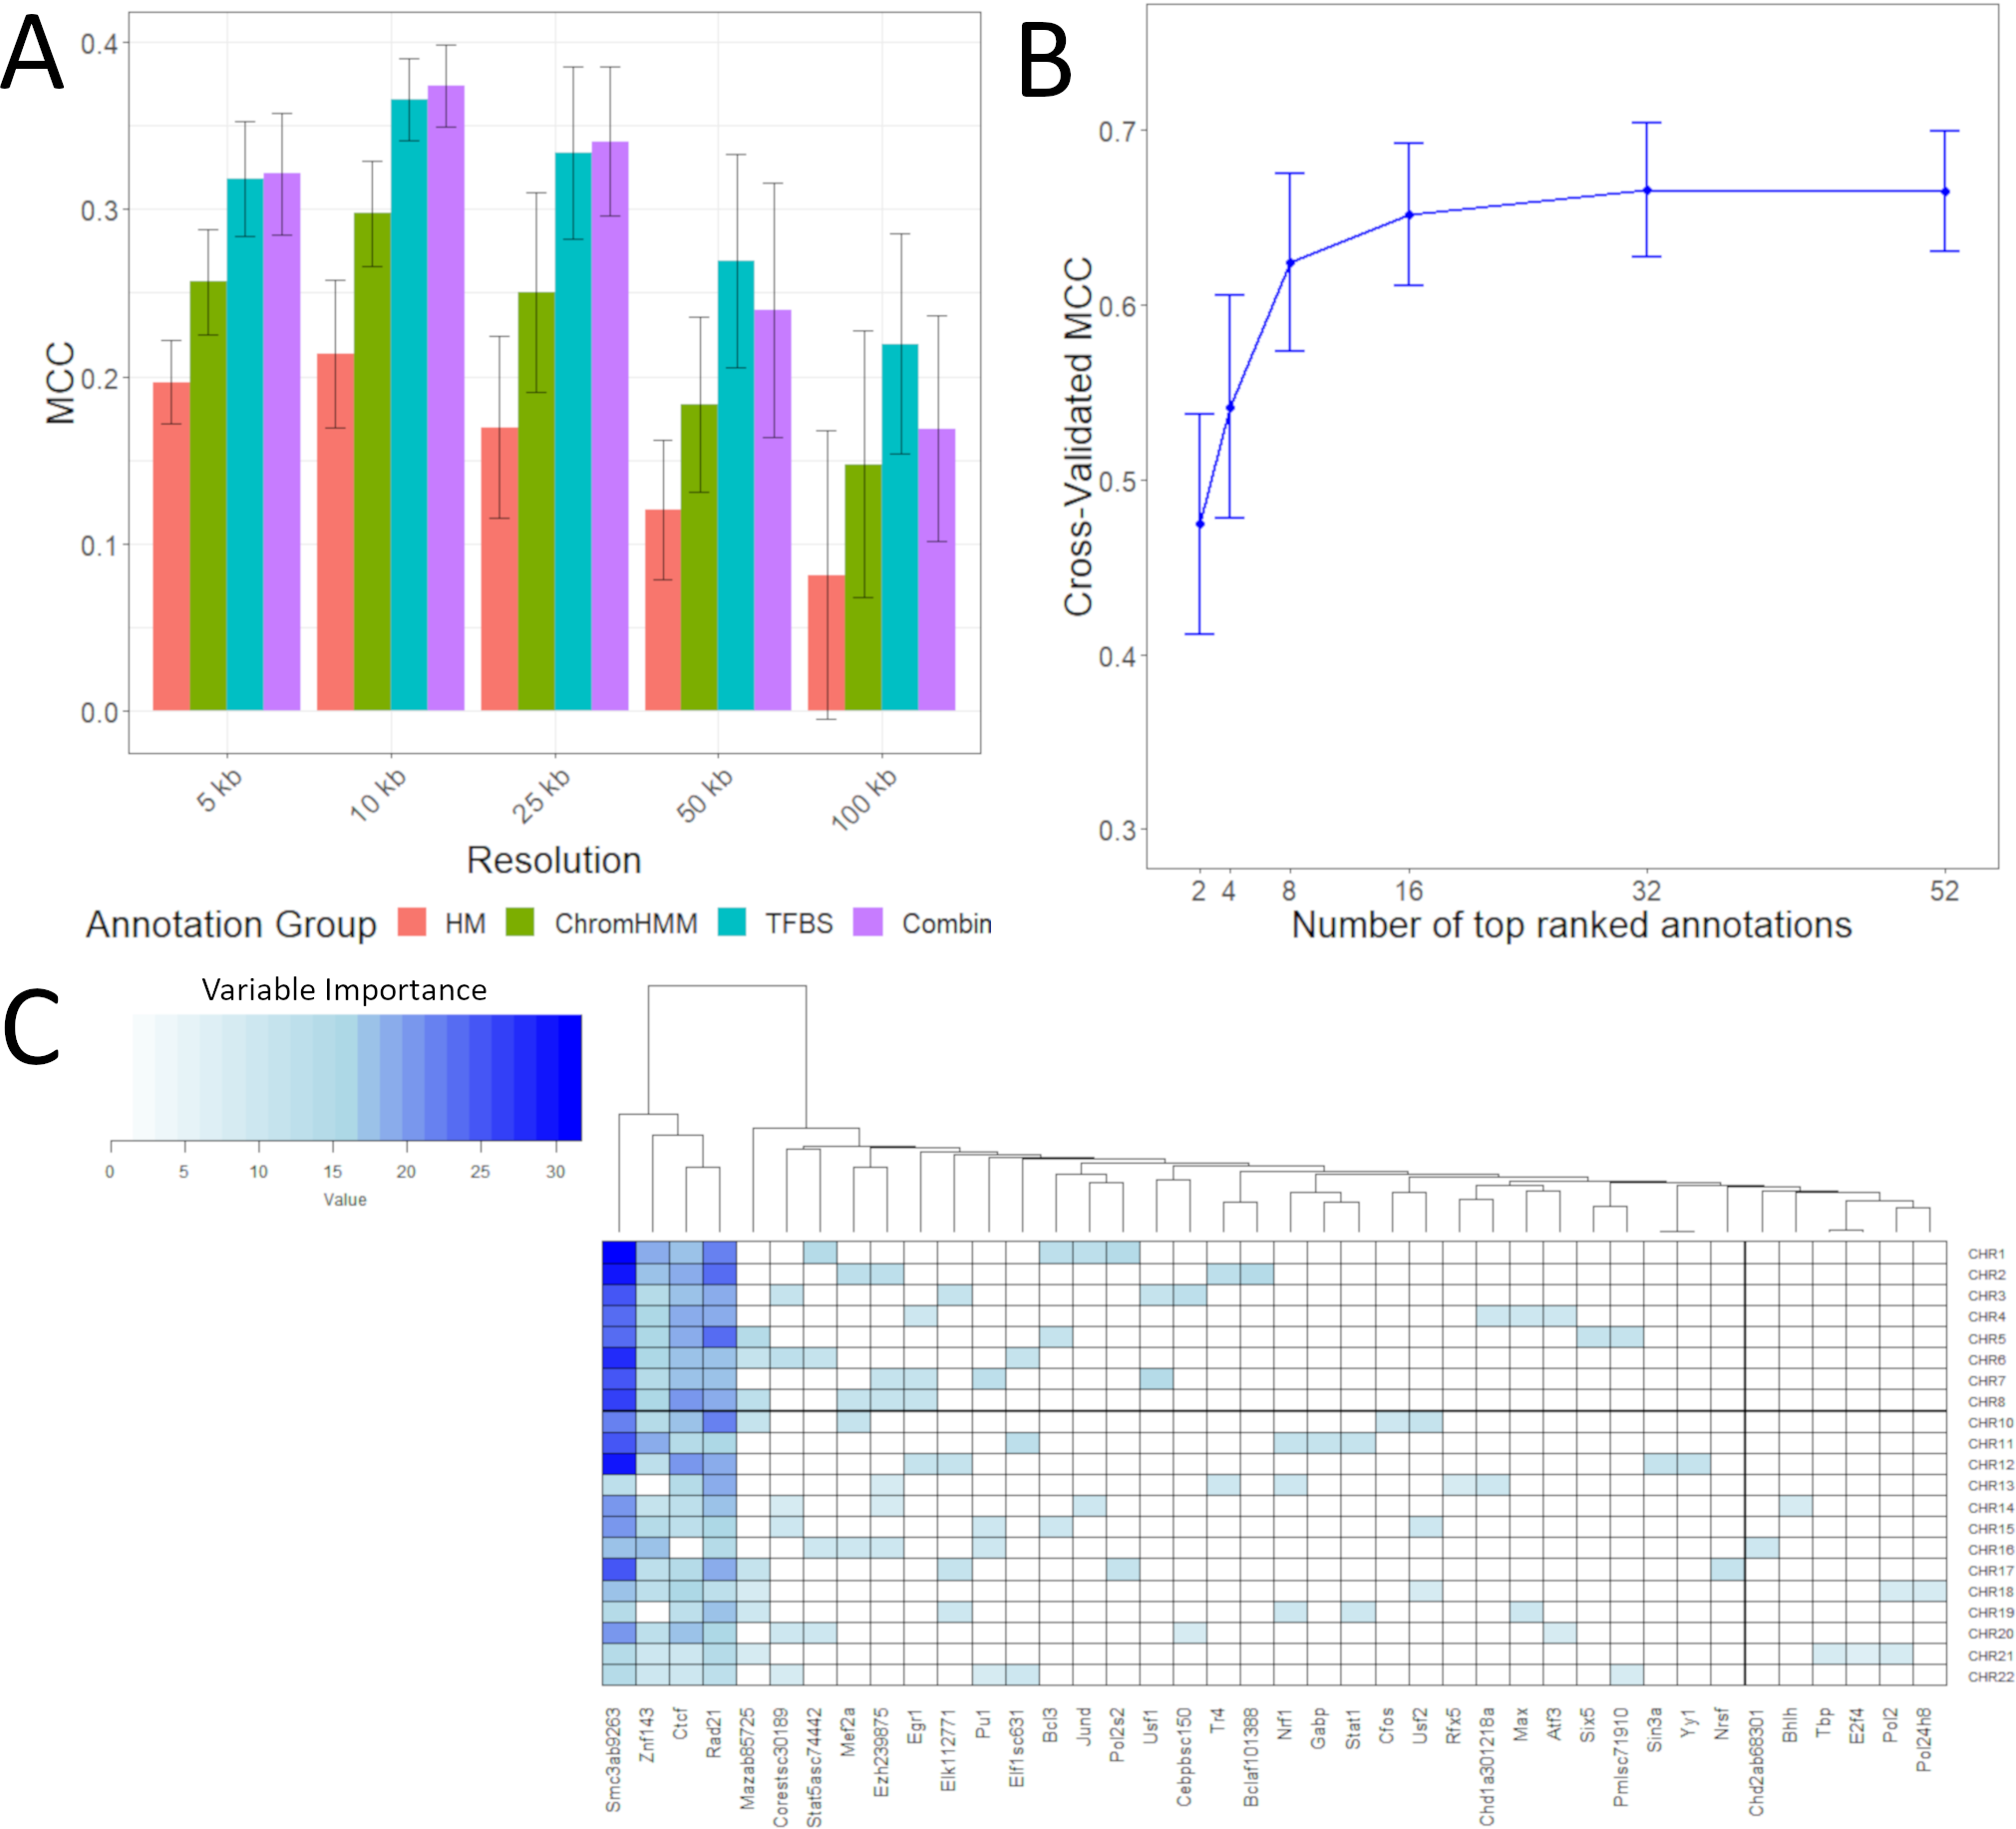 A
MCC
0.4
0.3
0.2
0.1
0.0
5 kb
10 kb
25 kb
50 kb
100 kb
Resolution
Annotation Group HM ChromHMM TFBS Combin
B
Cross-Validated MCC
0.7
0.6
0.5
0.4
0.3
2 4 8 16 32 52
Number of top ranked annotations
C
Variable Importance
0 5 10 15 20 25 30
Value
CHR1
CHR2
CHR3
CHR4
CHR5
CHR6
CHR7
CHR8
CHR10
CHR11
CHR12
CHR13
CHR14
CHR15
CHR16
CHR17
CHR18
CHR19
CHR20
CHR21
CHR22
Smc3ab9263
Znf143
Ctcf
Rad21
Mazab85725
Corestsc30189
Stat5asc74442
Mef2a
Ezh239875
Egr1
Elk112771
Pu1
Elf1sc631
Bcl3
Jund
Pol2s2
Usf1
Cebpbsc150
Tr4
Bclaf101388
Nrf1
Gabp
Stat1
Cfos
Usf2
Rfx5
Chd1a301218a
Max
Atf3
Six5
Pmlsc71910
Sin3a
Yy1
Nrsf
Chd2ab68301
Bhlh
Tbp
E2f4
Pol2
Pol24h8